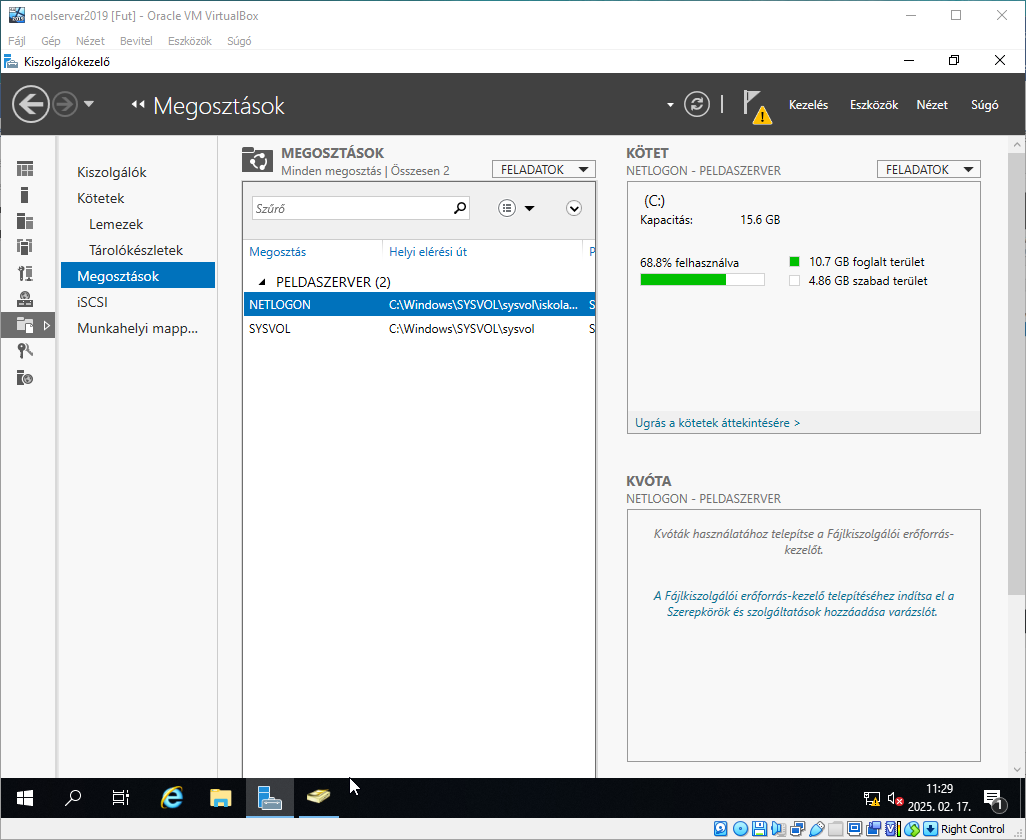 noelserver2019 [Fut] - Oracle VM VirtualBox
Fájl Gép Nézet Bevitel Eszközök Súgó
Kiszolgálókezelő
Megosztások
Kezelés Eszközök Nézet Súgó
Kiszolgálók
Kötetek
Lemezek
Tárolókészletek
Megosztások
iSCSI
Munkahelyi mapp...
MEGOSZTÁSOK
Minden megosztás | Összesen 2
FELADATOK
Szűrő
Megosztás Helyi elérési út P
PELDASZERVER (2)
NETLOGON C:\Windows\SYSVOL\sysvol\iskola... S
SYSVOL C:\Windows\SYSVOL\sysvol S
KÖTET
NETLOGON - PELDASZERVER
FELADATOK
(C:)
Kapacitás: 15.6 GB
68.8% felhasználva
10.7 GB foglalt terület
4.86 GB szabad terület
Ugrás a kötetek áttekintésére >
KVÓTA
NETLOGON - PELDASZERVER
Kvóták használatához telepítse a Fájlkiszolgálói erőforrás-
kezelőt.
A Fájlkiszolgálói erőforrás-kezelő telepítéséhez indítsa el a
Szerepkörök és szolgáltatások hozzáadása varázslót.
11:29
2025. 02. 17.
1
Right Control